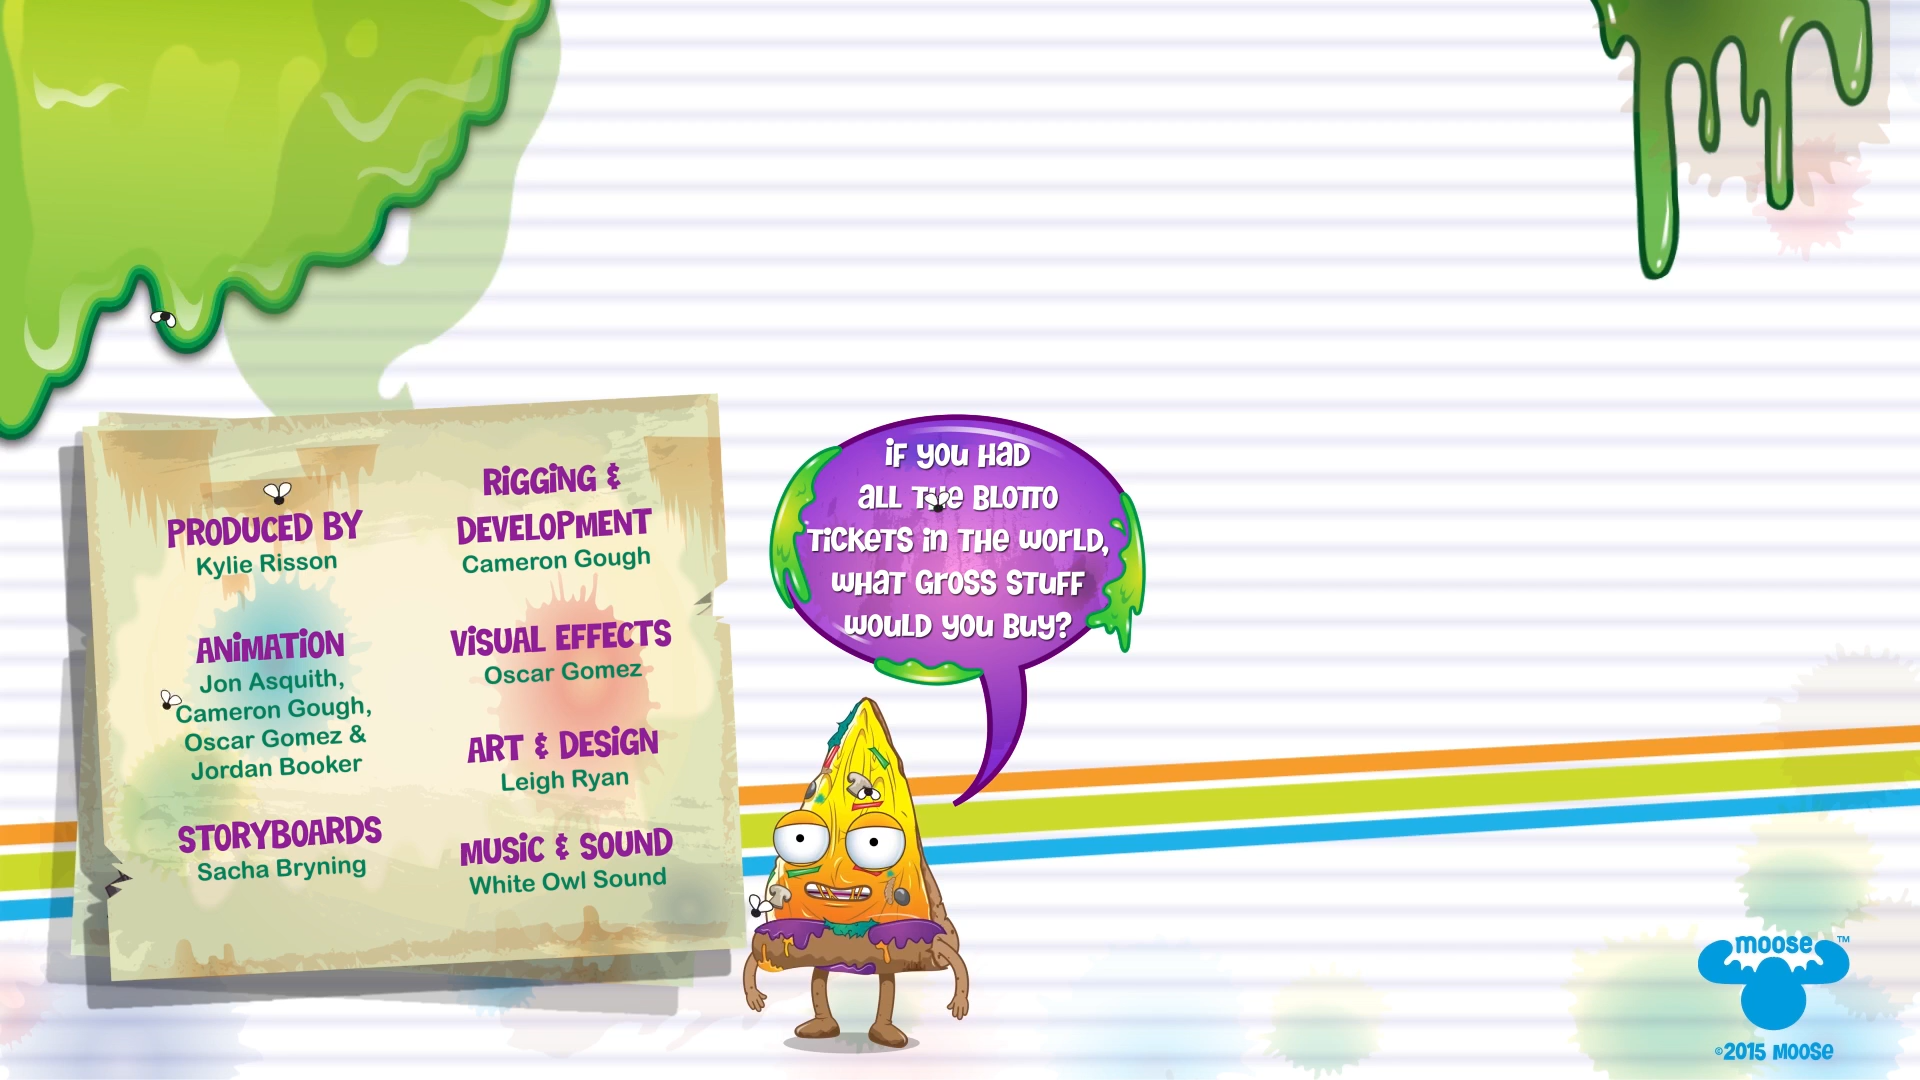 PRODUCED BY
Kylie Risson
ANIMATION
Jon Asquith,
Cameron Gough,
Oscar Gomez &
Jordan Booker
STORYBOARDS
Sacha Bryning
RIGGING &
DEVELOPMENT
Cameron Gough
VISUAL EFFECTS
Oscar Gomez
ART & DESIGN
Leigh Ryan
MUSIC & SOUND
White Owl Sound
IF YOU HAD
ALL THE BLOTTO
TICKETS IN THE WORLD,
WHAT GROSS STUFF
WOULD YOU BUY?
moose™
©2015 MOOSE